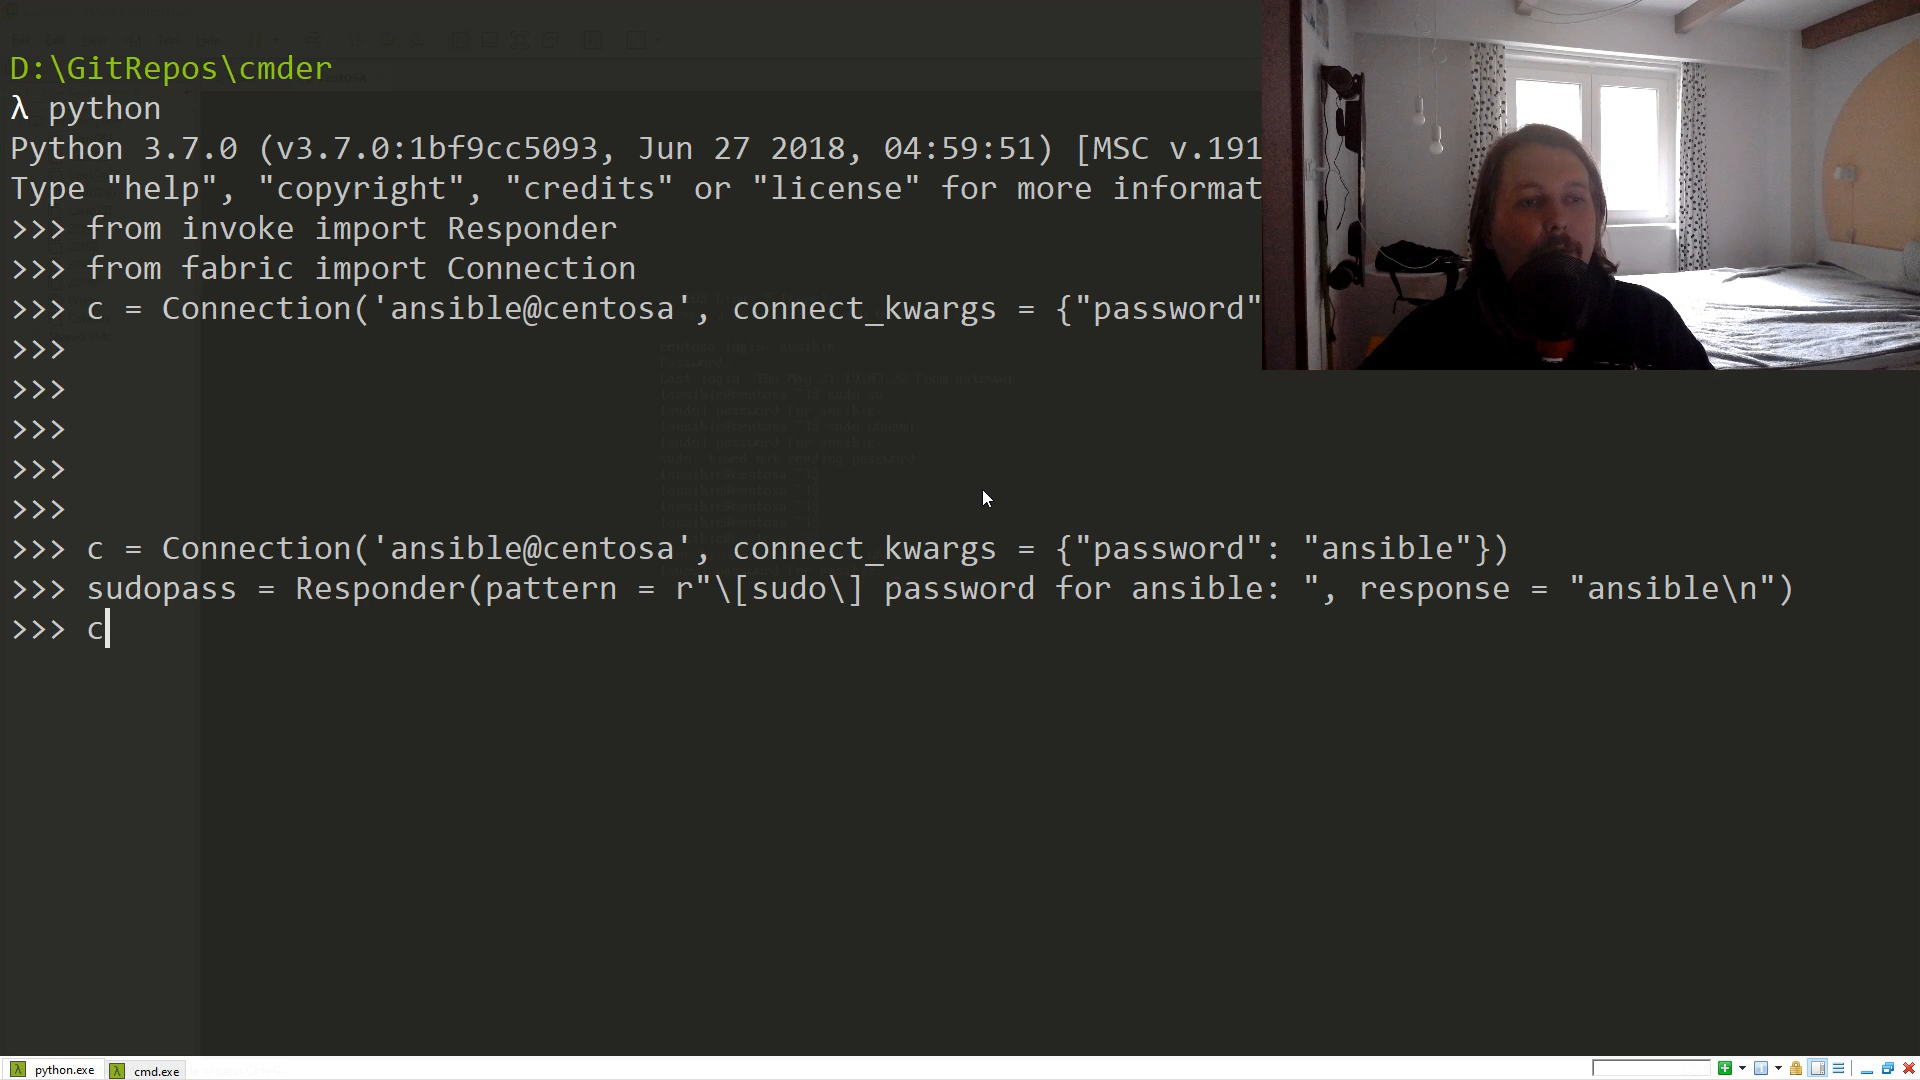 D:\GitRepos\cmder
λ python
Python 3.7.0 (v3.7.0:1bf9cc5093, Jun 27 2018, 04:59:51) [MSC v.191
Type "help", "copyright", "credits" or "license" for more informat
>>> from invoke import Responder
>>> from fabric import Connection
>>> c = Connection('ansible@centosa', connect_kwargs = {"password"
>>>
>>>
>>>
>>>
>>>
>>> c = Connection('ansible@centosa', connect_kwargs = {"password": "ansible"})
>>> sudopass = Responder(pattern = r"\[sudo\] password for ansible: ", response = "ansible\n")
>>> c
python.exe
cmd.exe